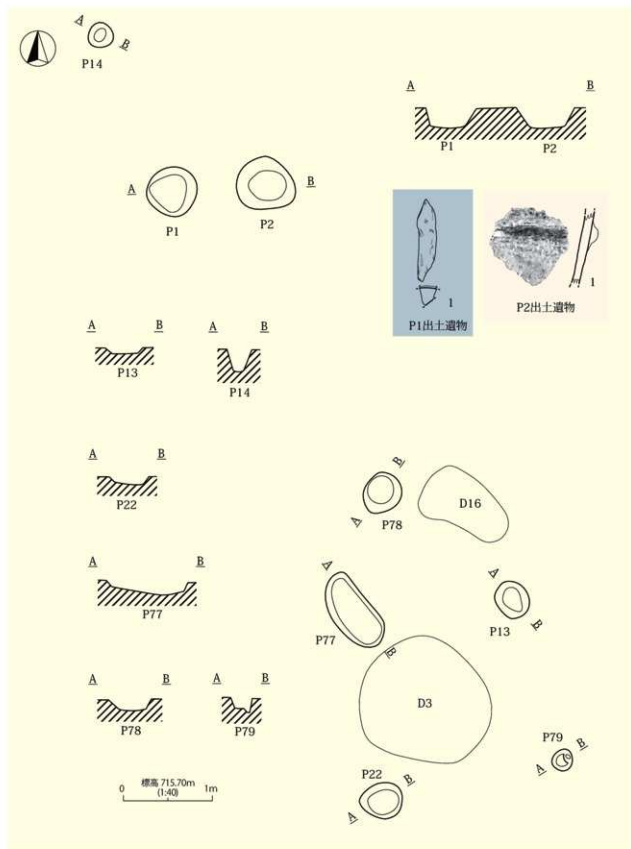 A
B
P14
A
B
P1
P2
A
B
P1
P2
1
P1出土遺物
1
P2出土遺物
A
B
P13
A
B
P14
A
B
P22
A
B
P77
A
B
P78
A
B
P79
標高 715.70m
(1:40)
0
1m
B
A
P78
D16
A
B
P77
A
B
P13
D3
P79
B
A
P22
B
A